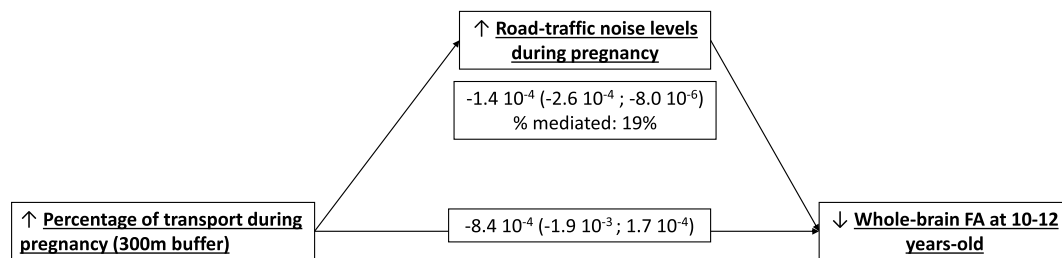 ↑ Road-traffic noise levels
during pregnancy
-1.4 10⁻⁴ (-2.6 10⁻⁴ ; -8.0 10⁻⁶)
% mediated: 19%
↑ Percentage of transport during
pregnancy (300m buffer)
-8.4 10⁻⁴ (-1.9 10⁻³ ; 1.7 10⁻⁴)
↓ Whole-brain FA at 10-12
years-old